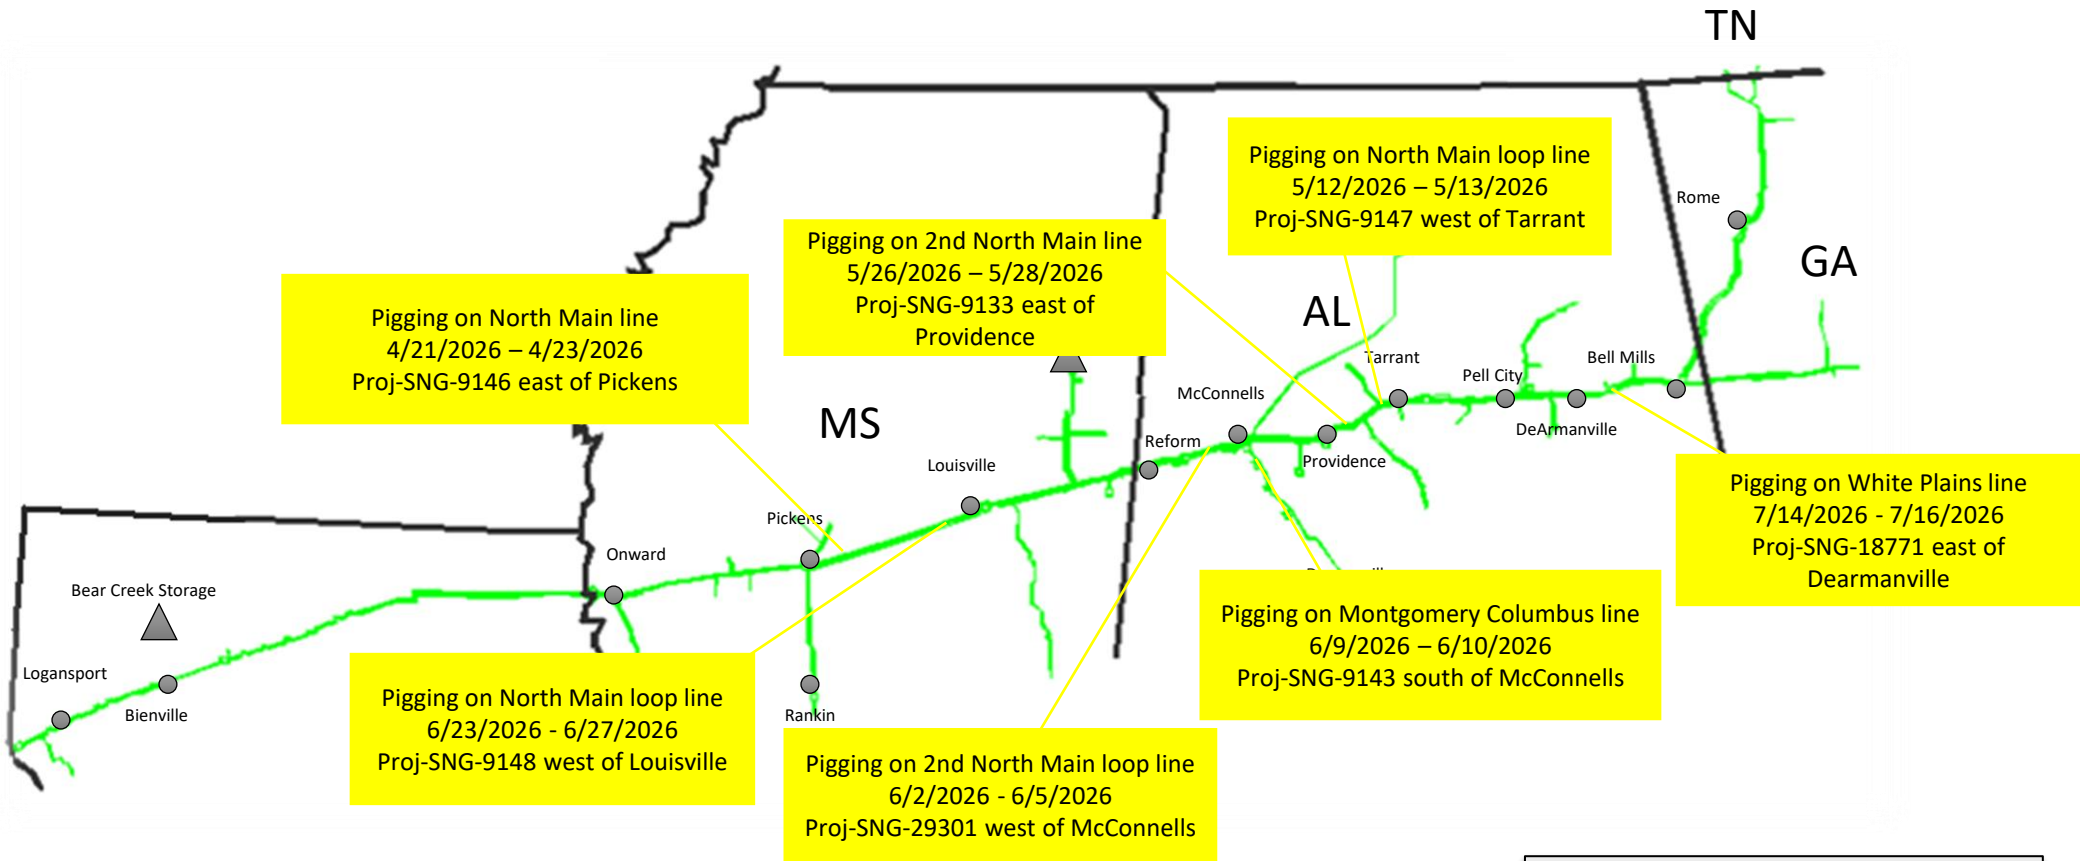 TN
Pigging on North Main loop line
5/12/2026 – 5/13/2026
Proj-SNG-9147 west of Tarrant
Rome
GA
Pigging on 2nd North Main line
5/26/2026 – 5/28/2026
Proj-SNG-9133 east of
Providence
AL
Pigging on North Main line
4/21/2026 – 4/23/2026
Proj-SNG-9146 east of Pickens
Tarrant
Bell Mills
Pell City
McConnells
MS
DeArmanville
Reform
Providence
Louisville
Pigging on White Plains line
7/14/2026 - 7/16/2026
Proj-SNG-18771 east of
Dearmanville
Pickens
Onward
Bear Creek Storage
Pigging on Montgomery Columbus line
6/9/2026 – 6/10/2026
Proj-SNG-9143 south of McConnells
Logansport
Bienville
Pigging on North Main loop line
6/23/2026 - 6/27/2026
Proj-SNG-9148 west of Louisville
Rankin
Pigging on 2nd North Main loop line
6/2/2026 - 6/5/2026
Proj-SNG-29301 west of McConnells